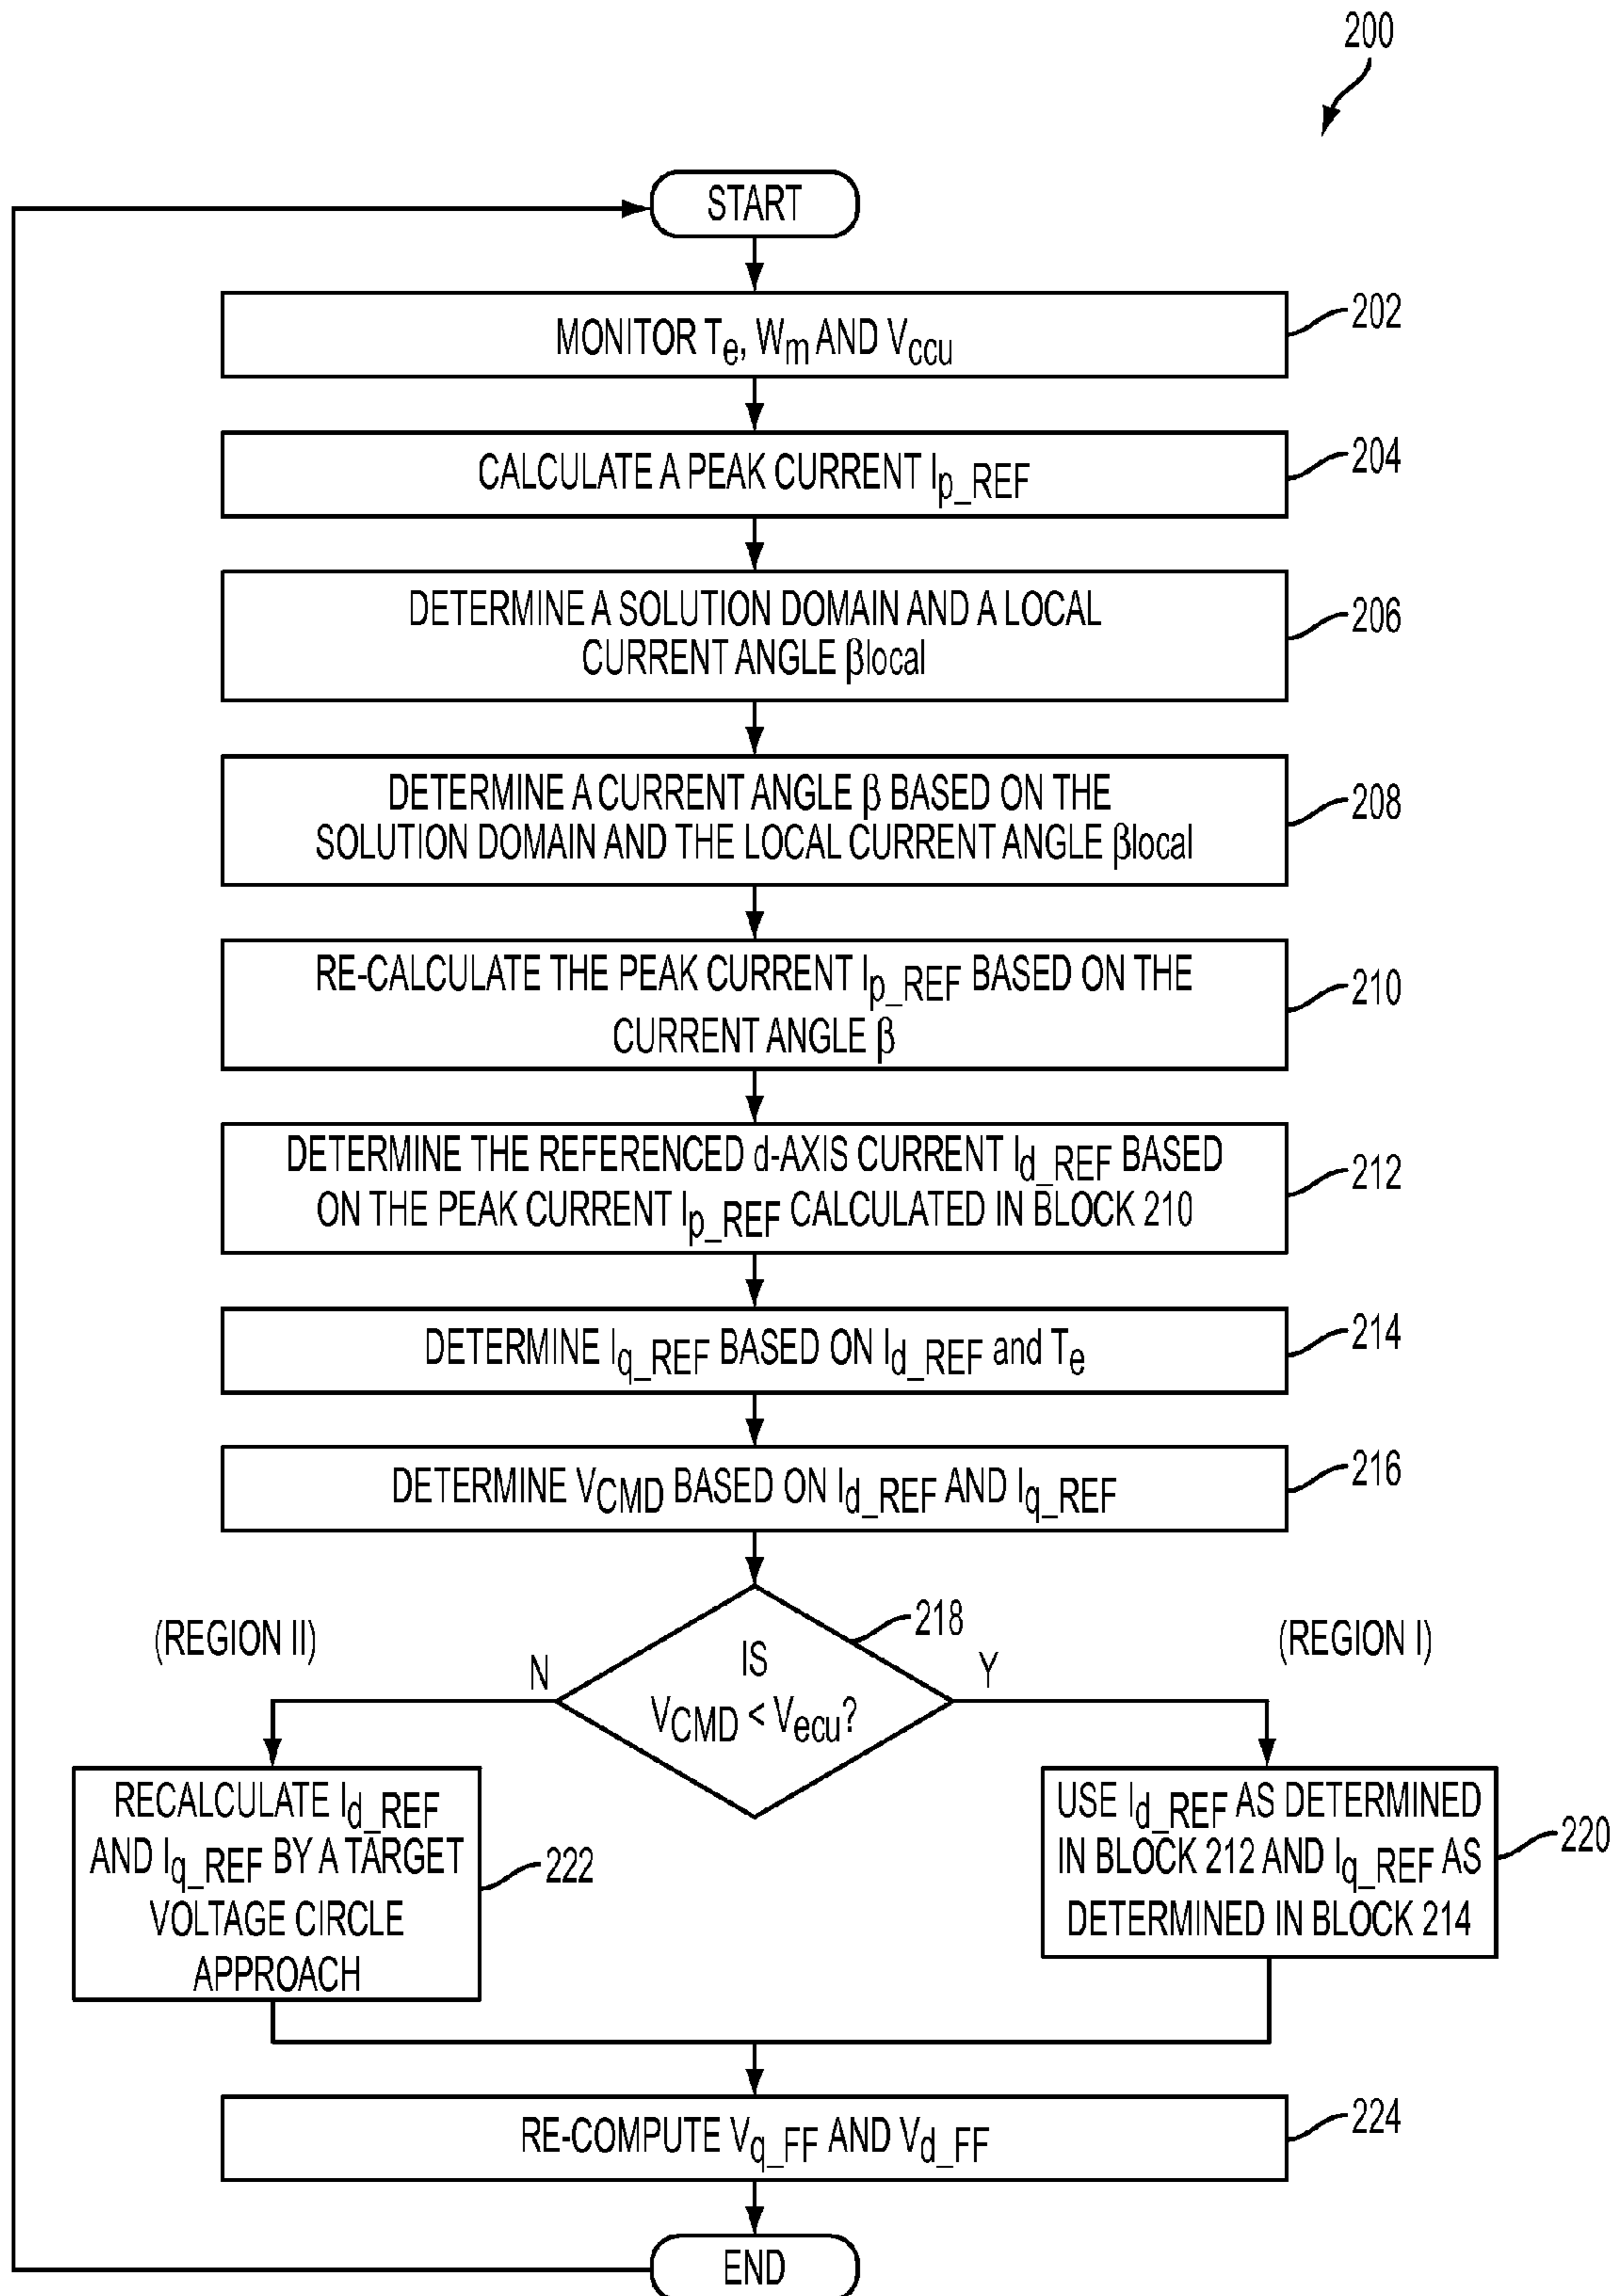 200
START
MONITOR Te, Wm AND Vccu
202
CALCULATE A PEAK CURRENT Ip_REF
204
DETERMINE A SOLUTION DOMAIN AND A LOCAL
CURRENT ANGLE βlocal
206
DETERMINE A CURRENT ANGLE β BASED ON THE
SOLUTION DOMAIN AND THE LOCAL CURRENT ANGLE βlocal
208
RE-CALCULATE THE PEAK CURRENT Ip_REF BASED ON THE
CURRENT ANGLE β
210
DETERMINE THE REFERENCED d-AXIS CURRENT Id_REF BASED
ON THE PEAK CURRENT Ip_REF CALCULATED IN BLOCK 210
212
DETERMINE Iq_REF BASED ON Id_REF and Te
214
DETERMINE VCMD BASED ON Id_REF AND Iq_REF
216
(REGION II)
N
IS
VCMD < Vecu?
218
Y
(REGION I)
RECALCULATE Id_REF
AND Iq_REF BY A TARGET
VOLTAGE CIRCLE
APPROACH
222
USE Id_REF AS DETERMINED
IN BLOCK 212 AND Iq_REF AS
DETERMINED IN BLOCK 214
220
RE-COMPUTE Vq_FF AND Vd_FF
224
END